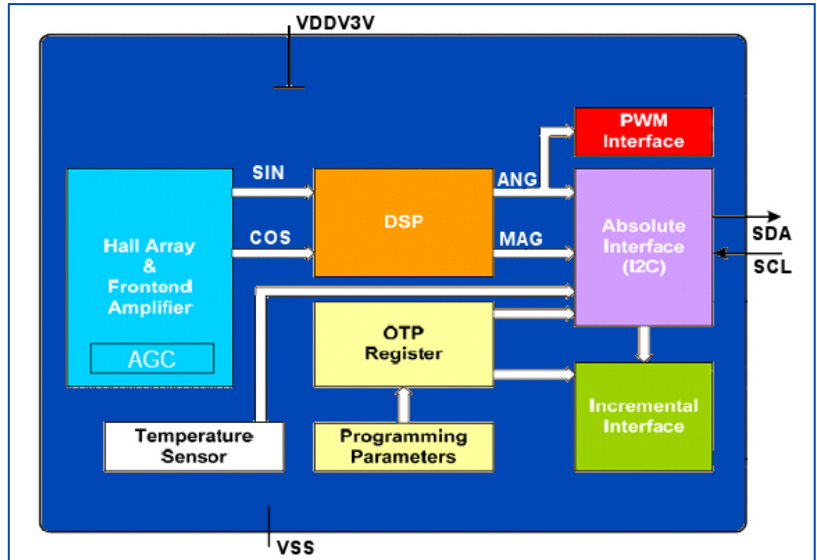 VDDV3V
PWM
Interface
SIN
ANG
DSP
COS
MAG
Hall Array
&
Frontend
Amplifier
AGC
Absolute
Interface
(I2C)
SDA
SCL
OTP
Register
Temperature
Sensor
Programming
Parameters
Incremental
Interface
VSS